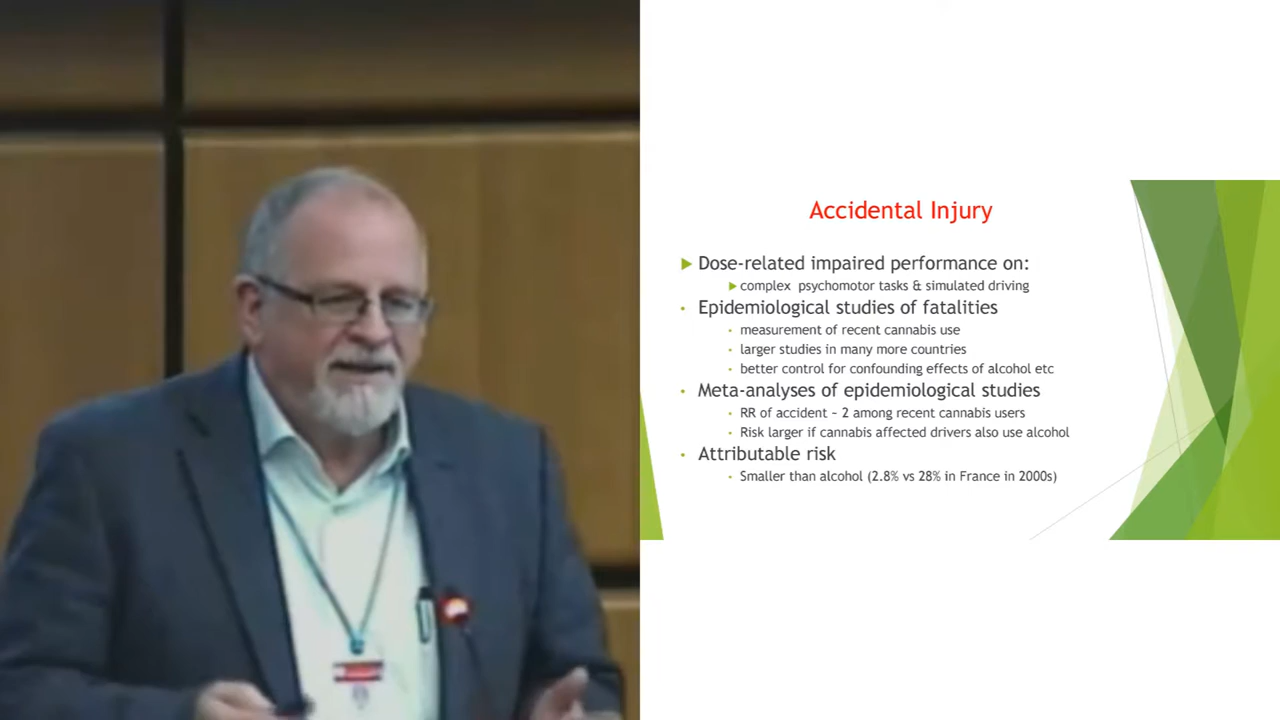 Accidental Injury
Dose-related impaired performance on:
complex psychomotor tasks & simulated driving
Epidemiological studies of fatalities
measurement of recent cannabis use
larger studies in many more countries
better control for confounding effects of alcohol etc
Meta-analyses of epidemiological studies
RR of accident ~ 2 among recent cannabis users
Risk larger if cannabis affected drivers also use alcohol
Attributable risk
Smaller than alcohol (2.8% vs 28% in France in 2000s)